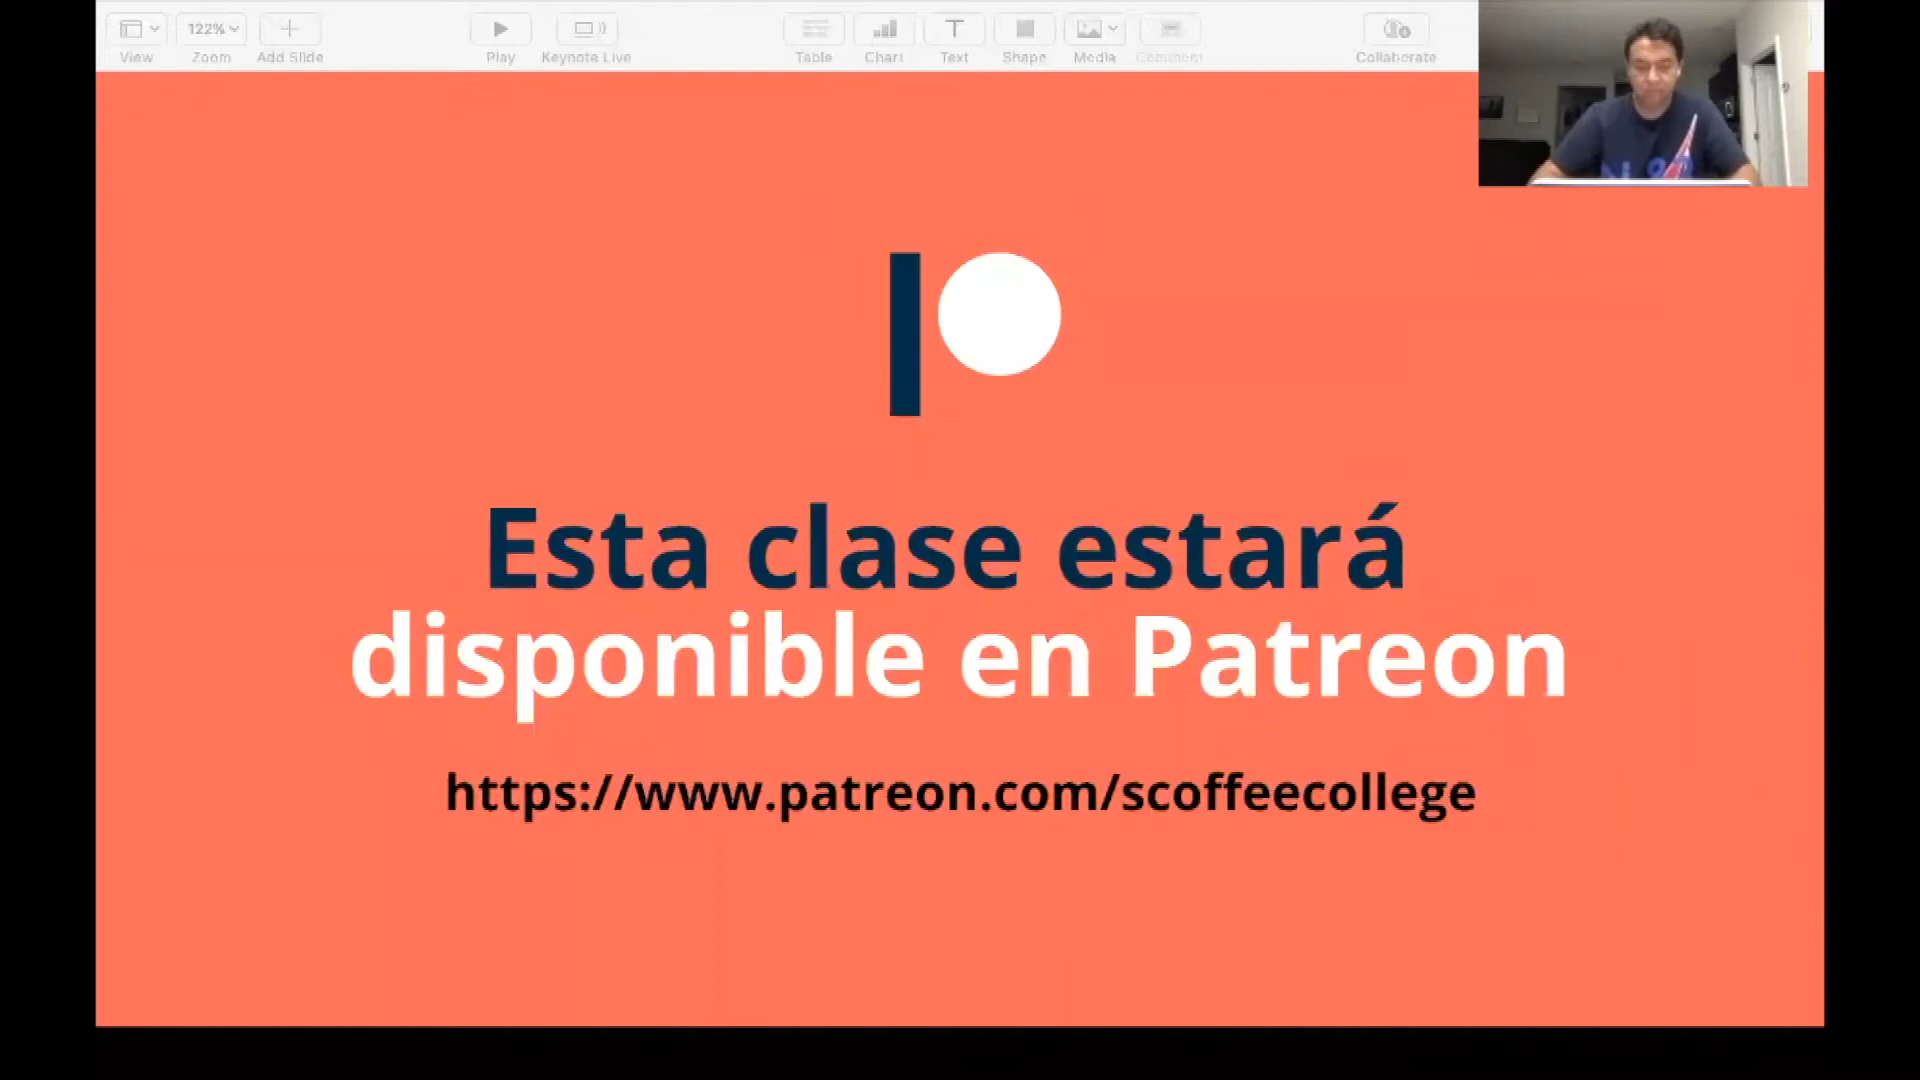 View
122%
Zoom
Add Slide
Play
Keynote Live
Table
Chart
T
Text
Shape
Media
Comment
Collaborate
Esta clase estará
disponible en Patreon
https://www.patreon.com/scoffeecollege